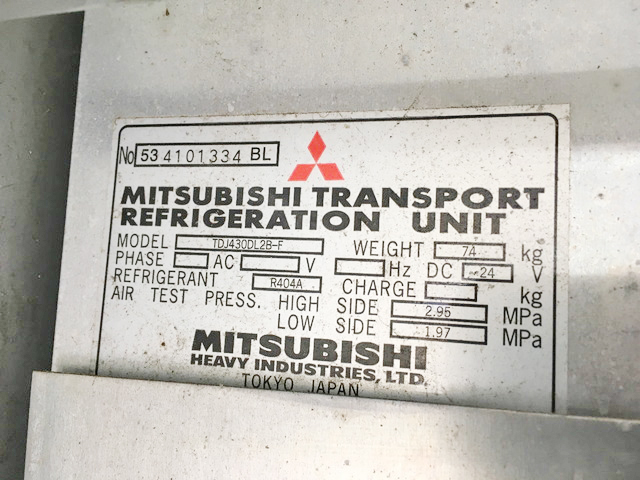 No 534101334 BL
MITSUBISHI TRANSPORT
REFRIGERATION UNIT
MODEL TDJ430DL2B-F WEIGHT 74 kg
PHASE AC V Hz DC 24 V
REFRIGERANT R404A CHARGE kg
AIR TEST PRESS. HIGH SIDE 2.95 MPa
LOW SIDE 1.97 MPa
MITSUBISHI
HEAVY INDUSTRIES, LTD.
TOKYO JAPAN